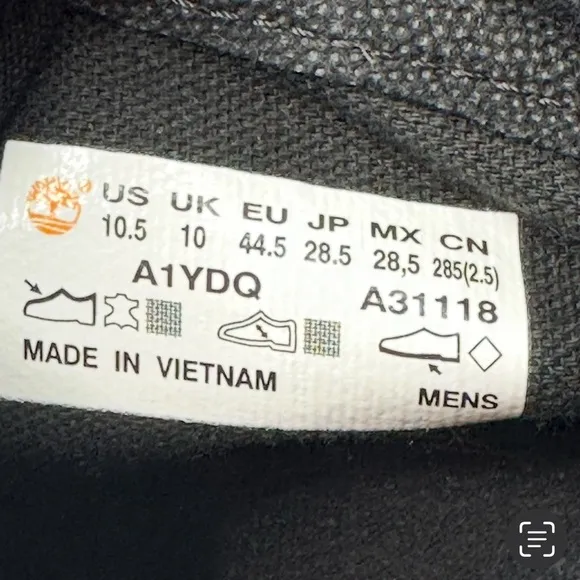 US UK EU JP MX CN
10.5 10 44.5 28.5 28,5 285(2.5)
A1YDQ A31118
MADE IN VIETNAM
MENS